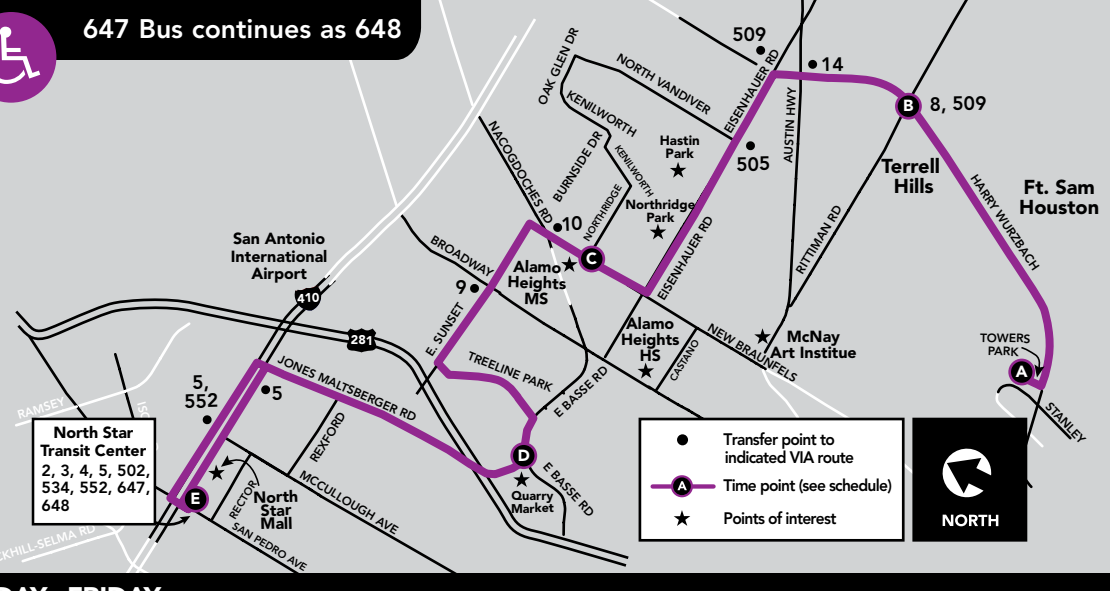 647 Bus continues as 648
509
14
B
8, 509
OAK GLEN DR
NORTH VANDIVER
EISENHAUER RD
AUSTIN HWY
KENILWORTH
NACOGDOCHES RD
BURNSIDE DR
KENILWORTH
Hastin
Park
505
Terrell
Hills
HARRY WURZBACH
Ft. Sam
Houston
NORTHRIDGE
Northridge
Park
10
C
EISENHAUER RD
RITTIMAN RD
San Antonio
International
Airport
410
BROADWAY
Alamo
Heights
MS
9
E. SUNSET
281
Alamo
Heights
HS
CASTANO
NEW BRAUNFELS
McNay
Art Institue
TOWERS
PARK
A
STANLEY
JONES MALTSBERGER RD
TREELINE PARK
E BASSE RD
5,
552
5
RAMSEY
REXFORD
D
E BASSE RD
Quarry
Market
North Star
Transit Center
2, 3, 4, 5, 502,
534, 552, 647,
648
E
RECTOR
North
Star
Mall
MCCULLOUGH AVE
SAN PEDRO AVE
CKHILL-SELMA RD
Transfer point to
indicated VIA route
A
Time point (see schedule)
Points of interest
NORTH